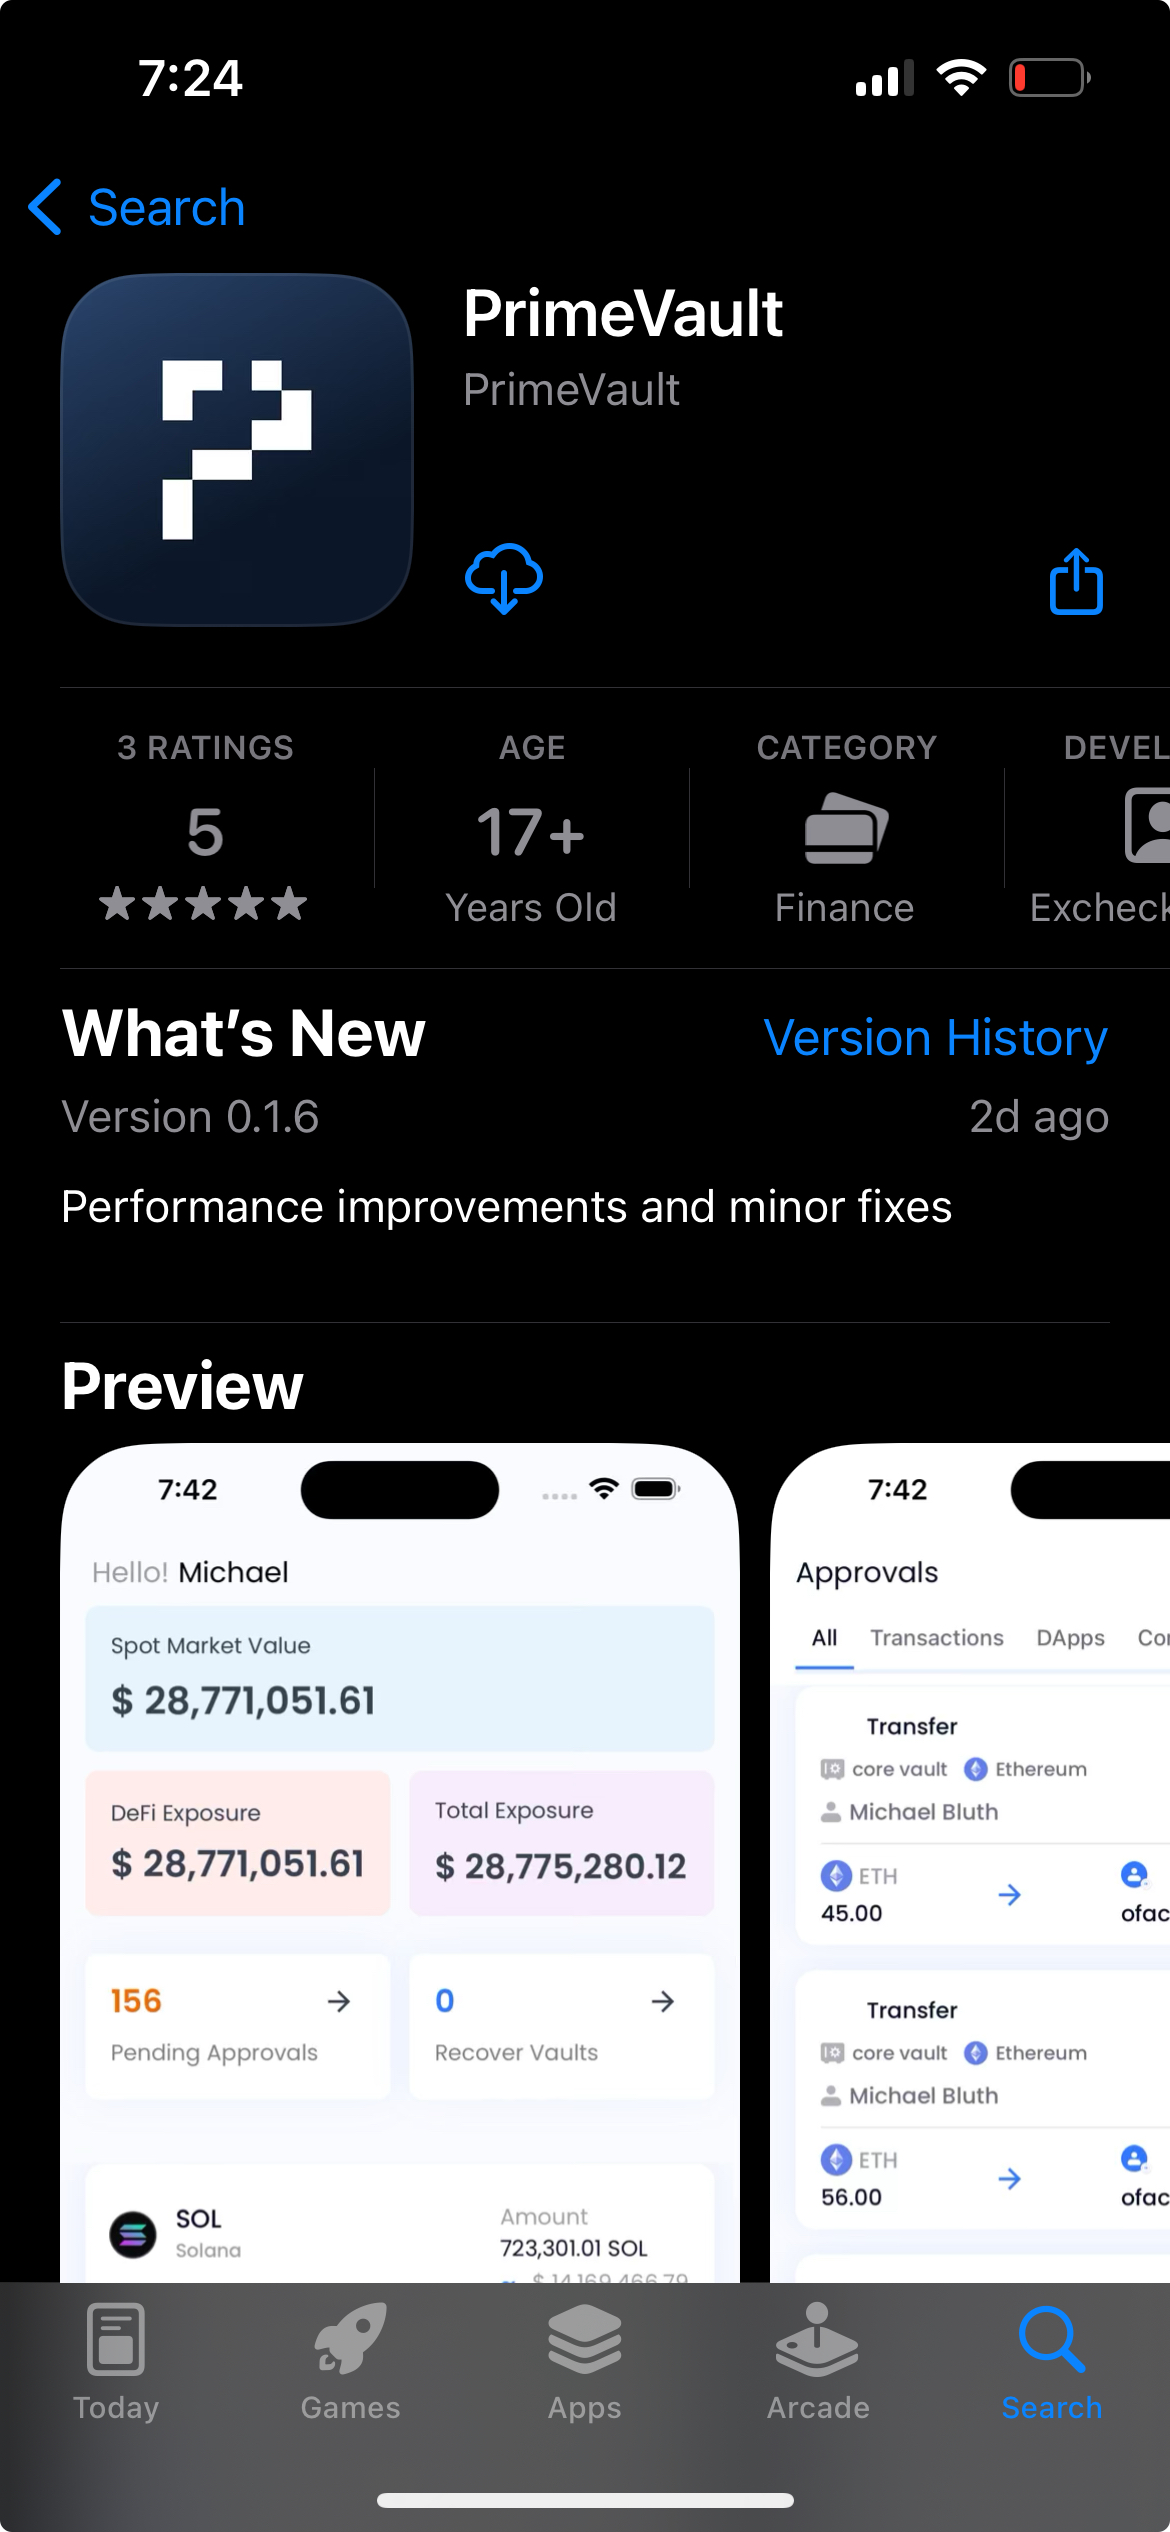 7:24
Search
PrimeVault
PrimeVault
3 RATINGS
5
AGE
17+
Years Old
CATEGORY
Finance
DEVEL
Excheck
What's New
Version History
Version 0.1.6
2d ago
Performance improvements and minor fixes
Preview
7:42
Hello! Michael
Spot Market Value
$ 28,771,051.61
DeFi Exposure
$ 28,771,051.61
Total Exposure
$ 28,775,280.12
156
Pending Approvals
0
Recover Vaults
SOL
Solana
Amount
723,301.01 SOL
≈ $ 14,169,466.79
7:42
Approvals
All
Transactions
DApps
Cor
Transfer
core vault
Ethereum
Michael Bluth
ETH
45.00
ofac
Transfer
core vault
Ethereum
Michael Bluth
ETH
56.00
ofac
Today
Games
Apps
Arcade
Search